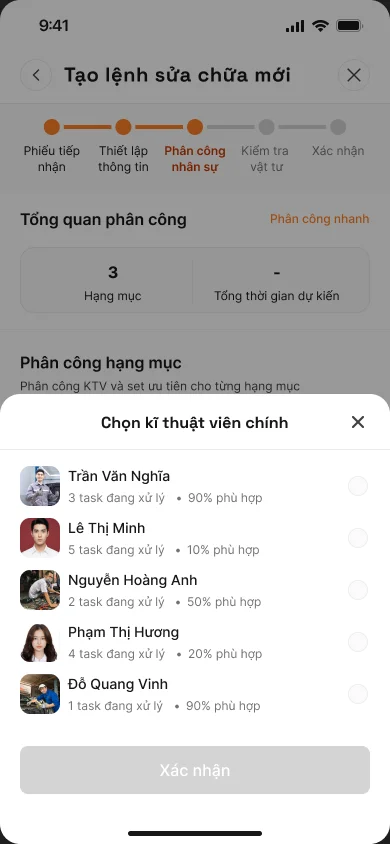 9:41
Tạo lệnh sửa chữa mới
Phiếu tiếp nhận
Thiết lập thông tin
Phân công nhân sự
Kiểm tra vật tư
Xác nhận
Tổng quan phân công
Phân công nhanh
3
Hạng mục
-
Tổng thời gian dự kiến
Phân công hạng mục
Phân công KTV và set ưu tiên cho từng hạng mục
Chọn kĩ thuật viên chính
Trần Văn Nghĩa
3 task đang xử lý • 90% phù hợp
Lê Thị Minh
5 task đang xử lý • 10% phù hợp
Nguyễn Hoàng Anh
2 task đang xử lý • 50% phù hợp
Phạm Thị Hương
4 task đang xử lý • 20% phù hợp
Đỗ Quang Vinh
1 task đang xử lý • 90% phù hợp
Xác nhận